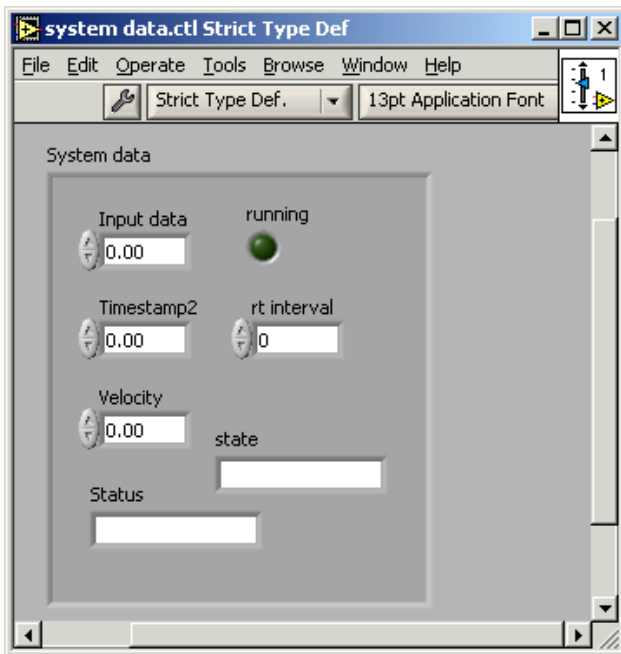 system data.ctl Strict Type Def
File Edit Operate Tools Browse Window Help
Strict Type Def. 13pt Application Font
1
System data
Input data running
0.00
Timestamp2 rt interval
0.00 0
Velocity
0.00
state
Status